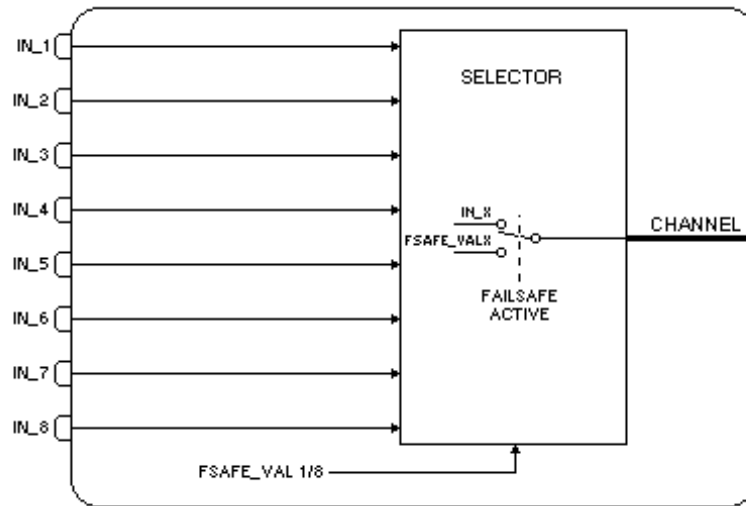 IN_1
IN_2
IN_3
IN_4
IN_5
IN_6
IN_7
IN_8
SELECTOR
IN_X
FSAFE_VALX
FAILSAFE
ACTIVE
CHANNEL
FSAFE_VAL 1/8